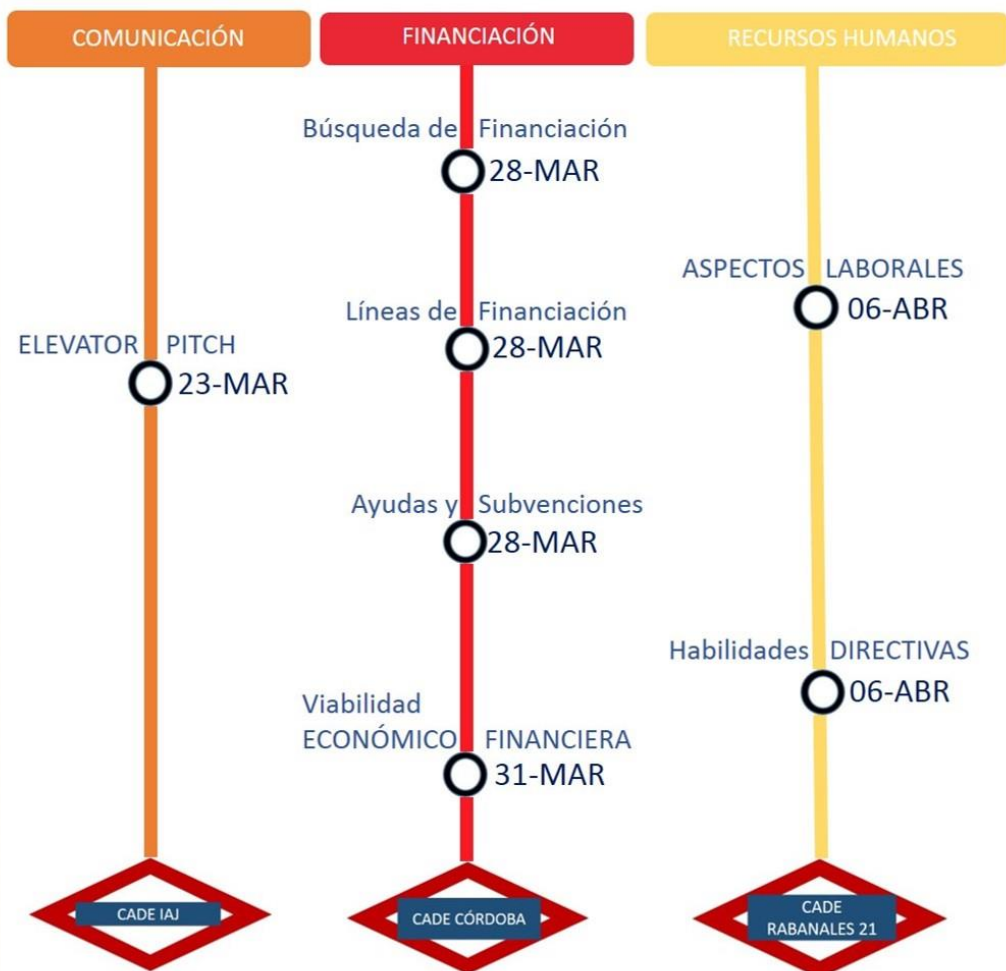 COMUNICACIÓN
ELEVATOR PITCH
23-MAR
CADE IAJ
FINANCIACIÓN
Búsqueda de Financiación
28-MAR
Líneas de Financiación
28-MAR
Ayudas y Subvenciones
28-MAR
Viabilidad
ECONÓMICO FINANCIERA
31-MAR
CADE CÓRDOBA
RECURSOS HUMANOS
ASPECTOS LABORALES
06-ABR
Habilidades DIRECTIVAS
06-ABR
CADE
RABANALES 21